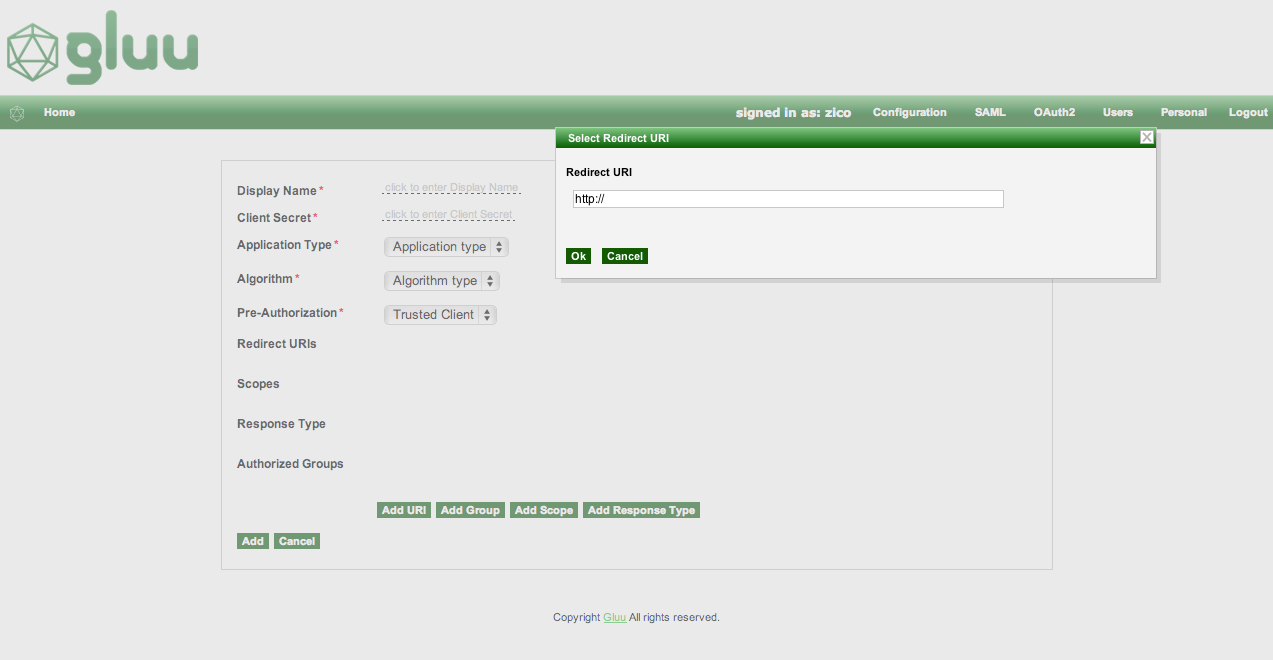 gluu
Home signed in as: zico Configuration SAML OAuth2 Users Personal Logout
Select Redirect URI
Redirect URI
http://
Ok Cancel
Display Name* click to enter Display Name
Client Secret* click to enter Client Secret
Application Type* Application type
Algorithm* Algorithm type
Pre-Authorization* Trusted Client
Redirect URIs
Scopes
Response Type
Authorized Groups
Add URI Add Group Add Scope Add Response Type
Add Cancel
Copyright Gluu All rights reserved.